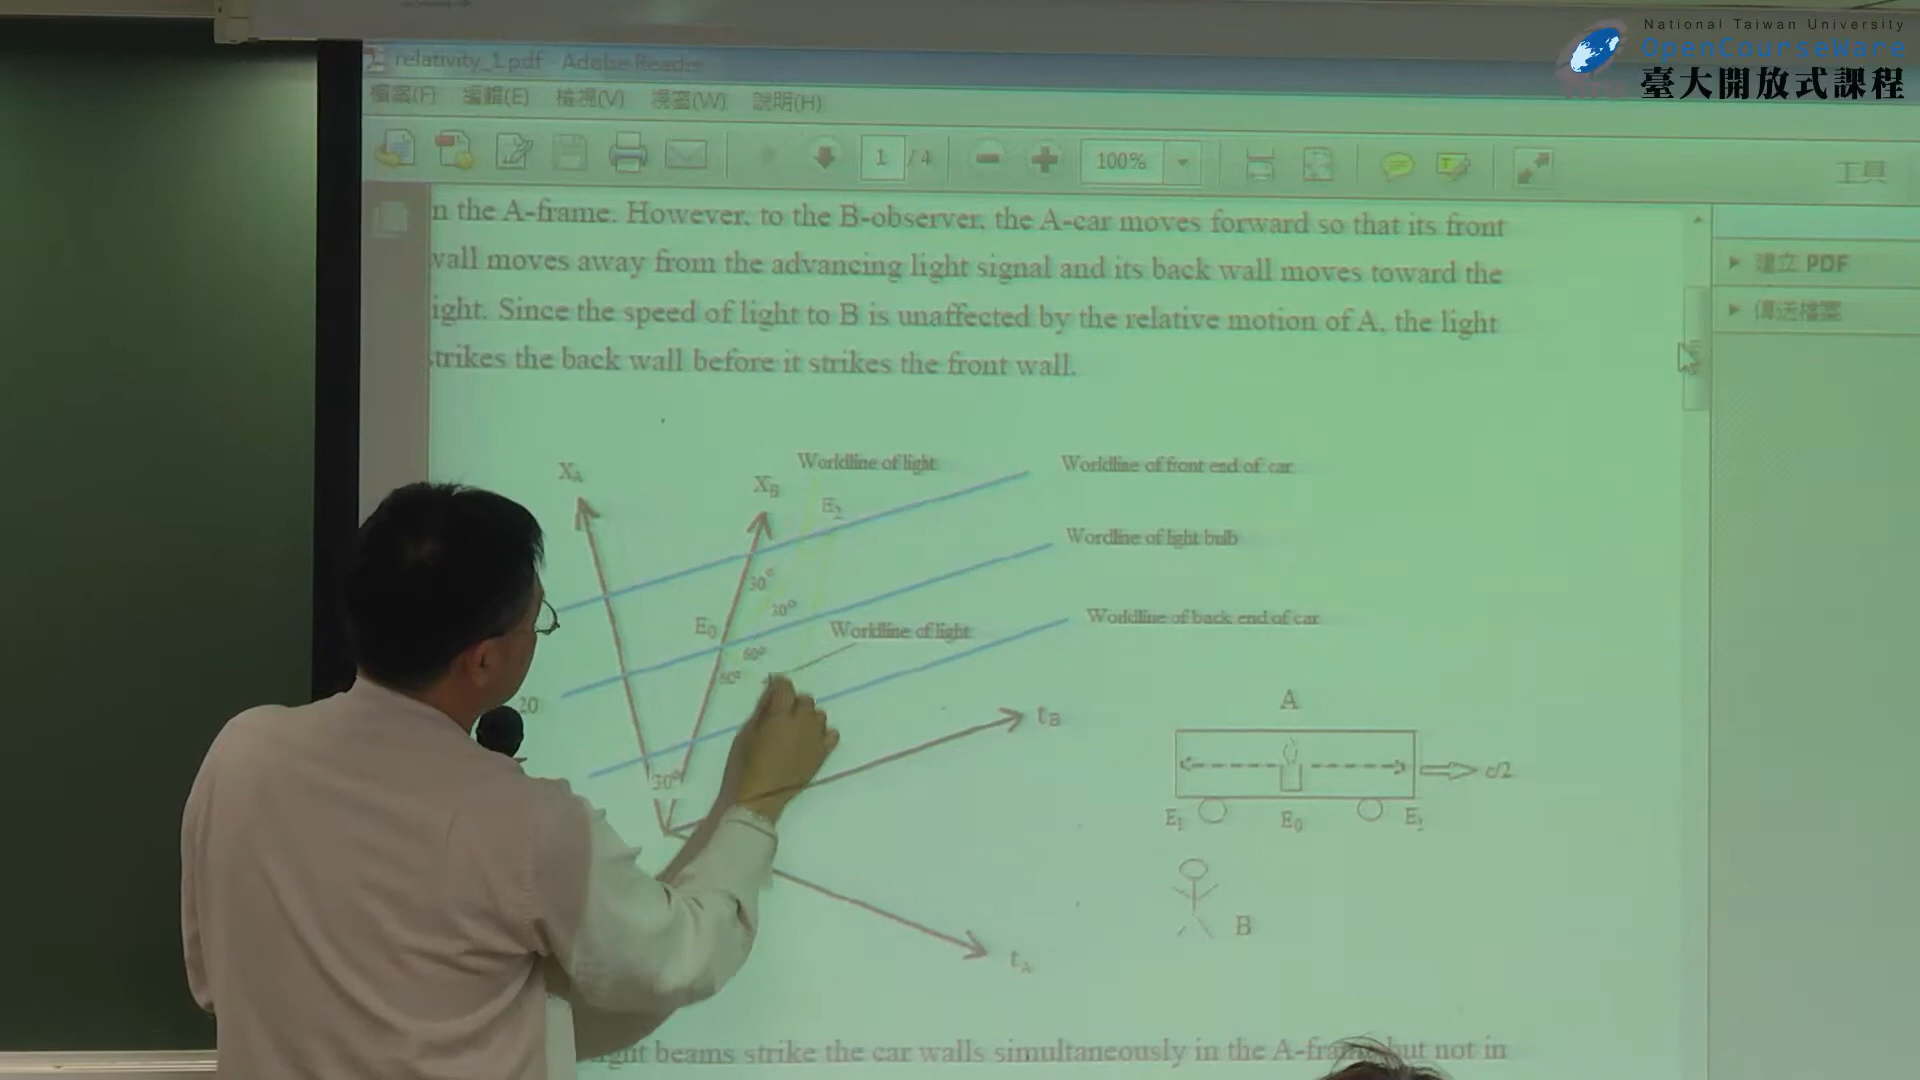 National Taiwan University
OpenCourseWare
臺大開放式課程
relativity_1.pdf - Adobe Reader
檔案(F) 編輯(E) 檢視(V) 視窗(W) 說明(H)
1 / 4 100% 工具
n the A-frame. However, to the B-observer, the A-car moves forward so that its front
wall moves away from the advancing light signal and its back wall moves toward the
ight. Since the speed of light to B is unaffected by the relative motion of A, the light
strikes the back wall before it strikes the front wall.
建立 PDF
傳送檔案
XA XB Worldline of light Worldline of front end of car
E2
Wordline of light bulb
30°
30°
E0 Worldline of light Worldline of back end of car
60°
60°
20
tB
30°
A
c/2
E1 E0 E2
B
tA
ight beams strike the car walls simultaneously in the A-frame but not in